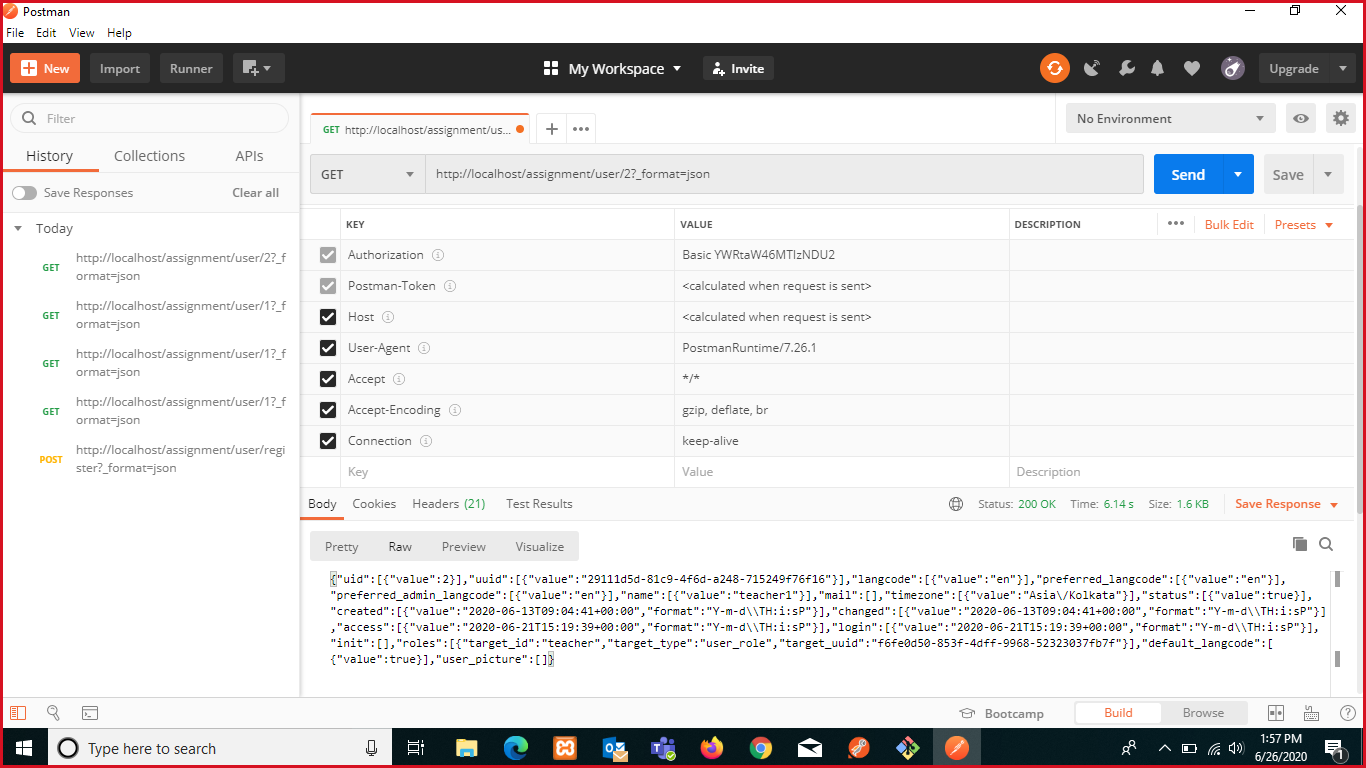 Postman
File Edit View Help
New Import Runner My Workspace Invite Upgrade
Filter
History Collections APIs
Save Responses Clear all
Today
GET http://localhost/assignment/user/2?_f
ormat=json
GET http://localhost/assignment/user/1?_f
ormat=json
GET http://localhost/assignment/user/1?_f
ormat=json
GET http://localhost/assignment/user/1?_f
ormat=json
POST http://localhost/assignment/user/regi
ster?_format=json
GET http://localhost/assignment/us...
No Environment
GET http://localhost/assignment/user/2?_format=json Send Save
KEY VALUE DESCRIPTION Bulk Edit Presets
Authorization Basic YWRtaW46MTIzNDU2
Postman-Token <calculated when request is sent>
Host <calculated when request is sent>
User-Agent PostmanRuntime/7.26.1
Accept */*
Accept-Encoding gzip, deflate, br
Connection keep-alive
Key Value Description
Body Cookies Headers (21) Test Results Status: 200 OK Time: 6.14 s Size: 1.6 KB Save Response
Pretty Raw Preview Visualize
{"uid":[{"value":2}],"uuid":[{"value":"29111d5d-81c9-4f6d-a248-715249f76f16"}],"langcode":[{"value":"en"}],"preferred_langcode":[{"value":"en"}],
"preferred_admin_langcode":[{"value":"en"}],"name":[{"value":"teacher1"}],"mail":[],"timezone":[{"value":"Asia\/Kolkata"}],"status":[{"value":true}],
"created":[{"value":"2020-06-13T09:04:41+00:00","format":"Y-m-d\\TH:i:sP"}],"changed":[{"value":"2020-06-13T09:04:41+00:00","format":"Y-m-d\\TH:i:sP"}]
,"access":[{"value":"2020-06-21T15:19:39+00:00","format":"Y-m-d\\TH:i:sP"}],"login":[{"value":"2020-06-21T15:19:39+00:00","format":"Y-m-d\\TH:i:sP"}],
"init":[],"roles":[{"target_id":"teacher","target_type":"user_role","target_uuid":"f6fe0d50-853f-4dff-9968-52323037fb7f"}],"default_langcode":[
{"value":true}],"user_picture":[]}
Bootcamp Build Browse
Type here to search
1:57 PM
6/26/2020
1